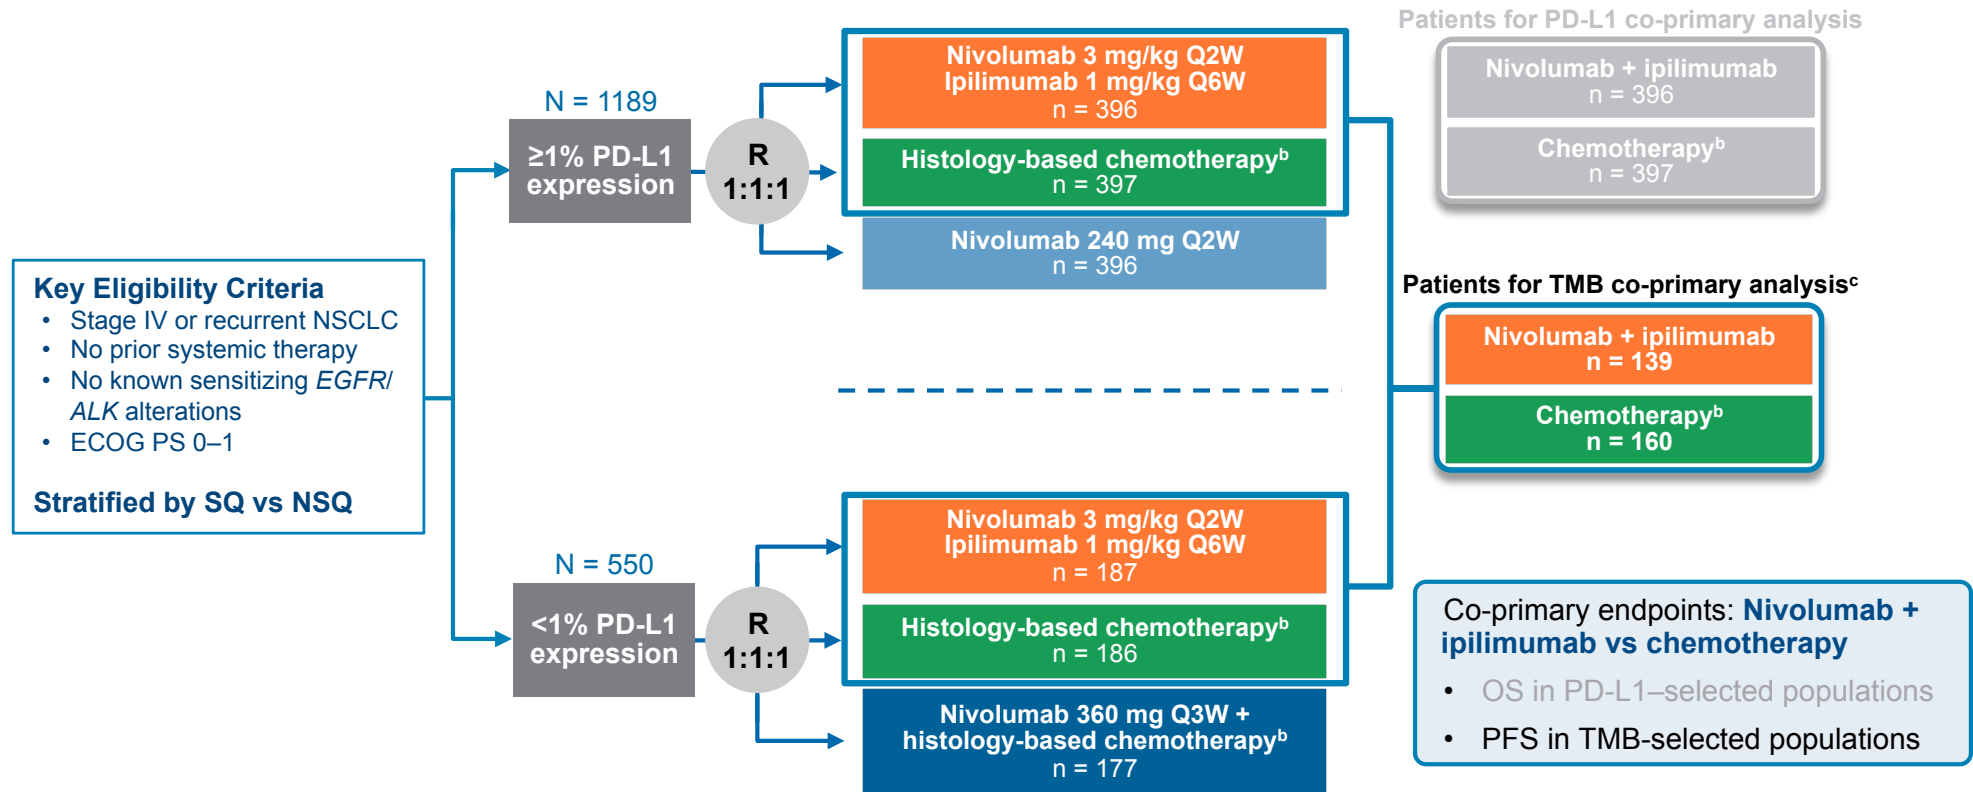 Key Eligibility Criteria
• Stage IV or recurrent NSCLC
• No prior systemic therapy
• No known sensitizing EGFR/
ALK alterations
• ECOG PS 0–1
Stratified by SQ vs NSQ
N = 1189
≥1% PD-L1
expression
R
1:1:1
Nivolumab 3 mg/kg Q2W
Ipilimumab 1 mg/kg Q6W
n = 396
Histology-based chemotherapyᵇ
n = 397
Nivolumab 240 mg Q2W
n = 396
N = 550
<1% PD-L1
expression
R
1:1:1
Nivolumab 3 mg/kg Q2W
Ipilimumab 1 mg/kg Q6W
n = 187
Histology-based chemotherapyᵇ
n = 186
Nivolumab 360 mg Q3W +
histology-based chemotherapyᵇ
n = 177
Patients for PD-L1 co-primary analysis
Nivolumab + ipilimumab
n = 396
Chemotherapyᵇ
n = 397
Patients for TMB co-primary analysisᶜ
Nivolumab + ipilimumab
n = 139
Chemotherapyᵇ
n = 160
Co-primary endpoints: Nivolumab +
ipilimumab vs chemotherapy
• OS in PD-L1–selected populations
• PFS in TMB-selected populations